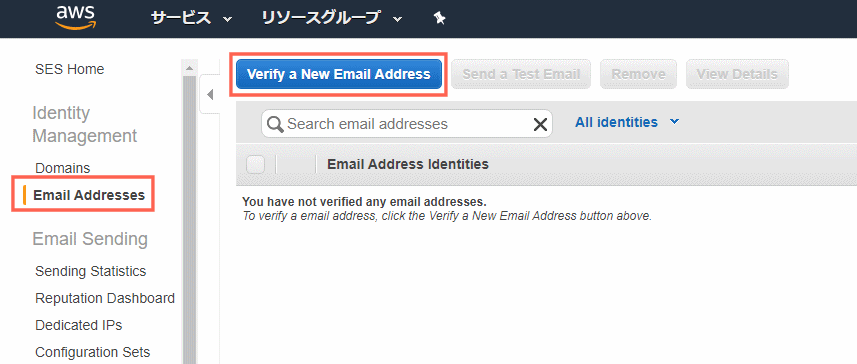 aws サービス リソースグループ
SES Home
Identity
Management
Domains
Email Addresses
Email Sending
Sending Statistics
Reputation Dashboard
Dedicated IPs
Configuration Sets
Verify a New Email Address Send a Test Email Remove View Details
Search email addresses All identities
Email Address Identities
You have not verified any email addresses.
To verify a email address, click the Verify a New Email Address button above.